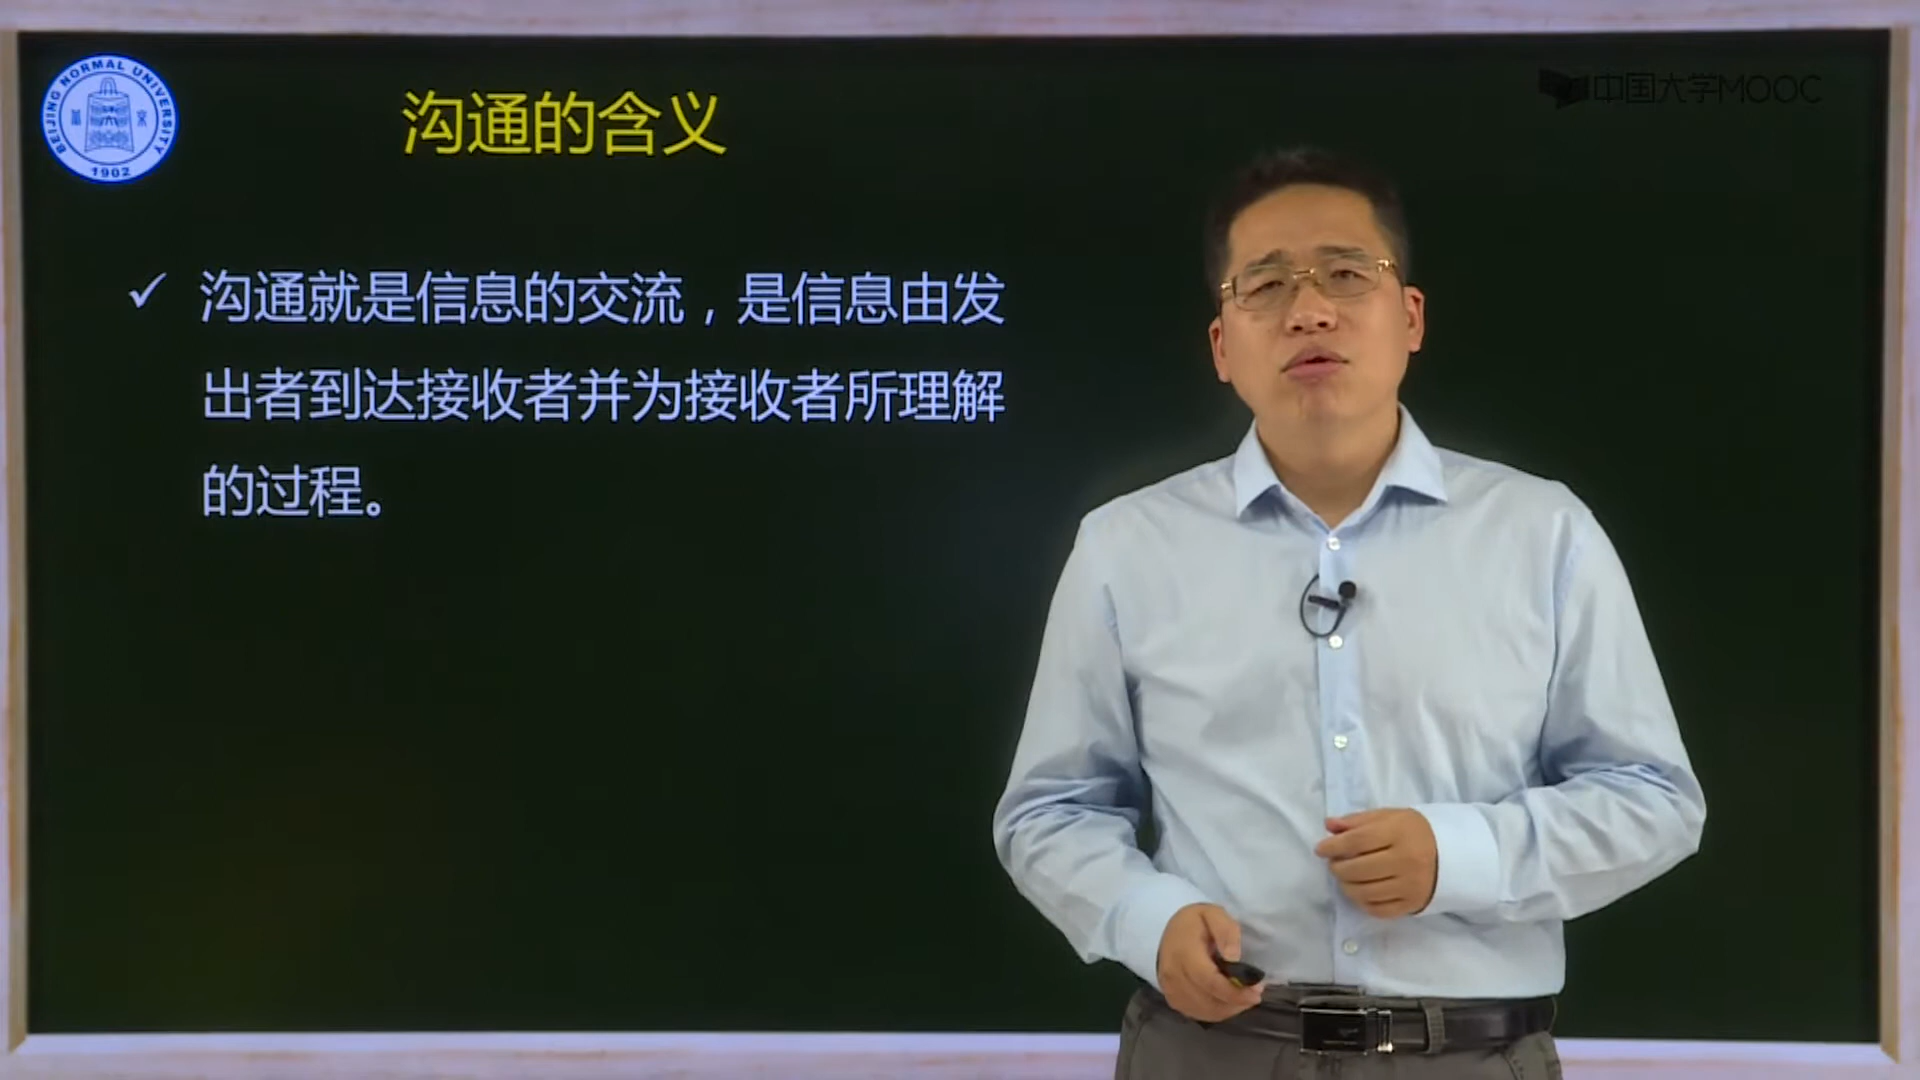 BEIJING NORMAL UNIVERSITY
1902
沟通的含义
中国大学MOOC
✓ 沟通就是信息的交流，是信息由发
出者到达接收者并为接收者所理解
的过程。